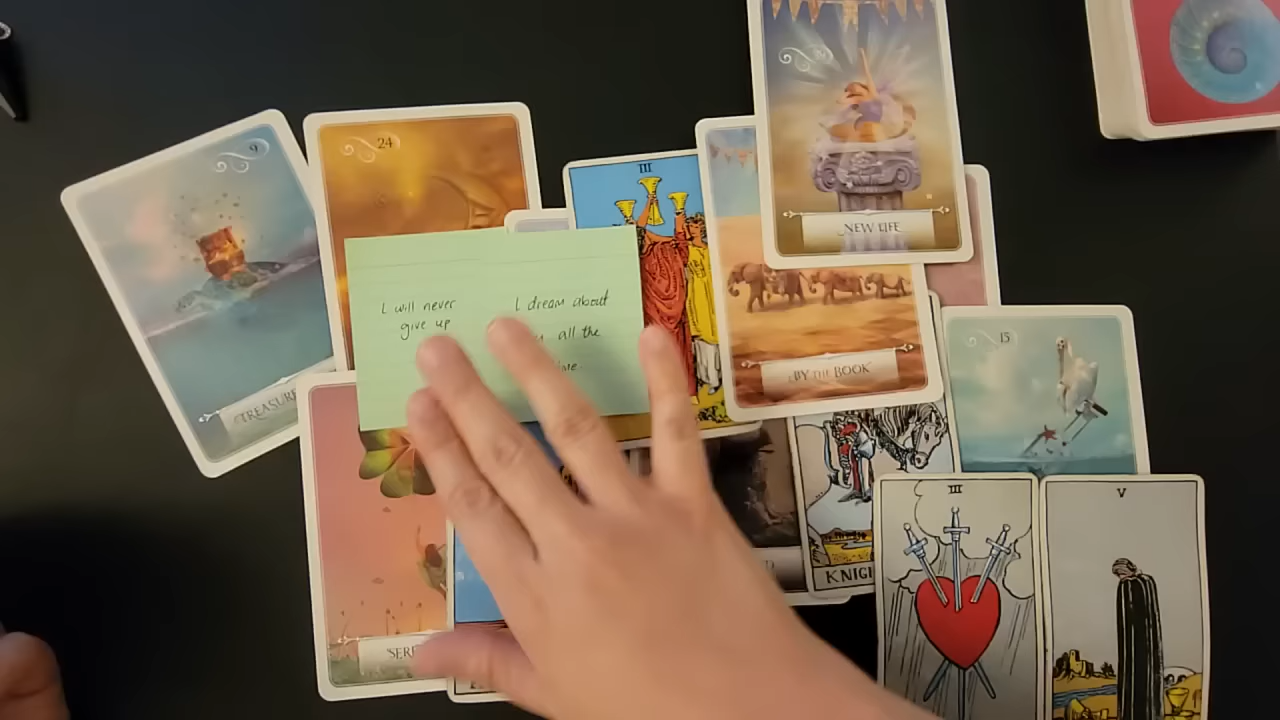 9
TREASURE
24
I will never
give up
I dream about
all the
III
NEW LIFE
BY THE BOOK
15
KNIG
III
V